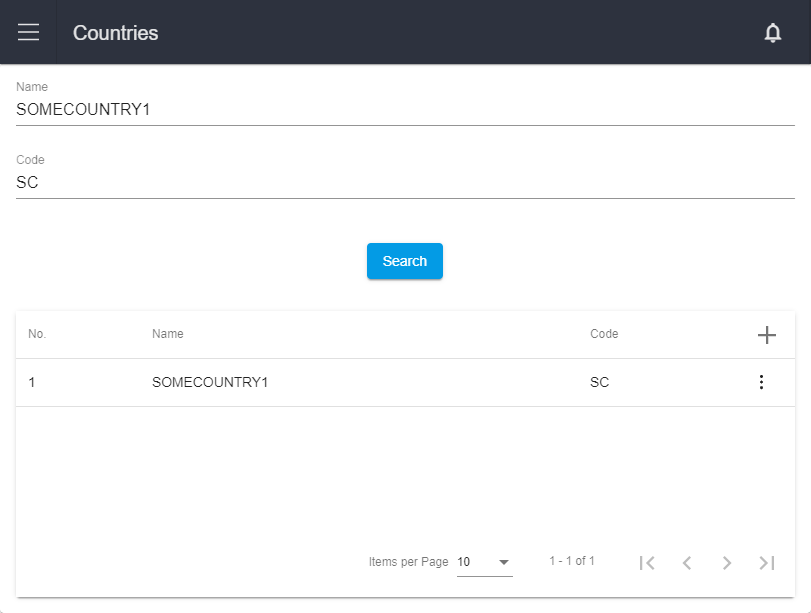 Countries
Name
SOMECOUNTRY1
Code
SC
Search
No. Name Code
1 SOMECOUNTRY1 SC
Items per Page 10 1 - 1 of 1